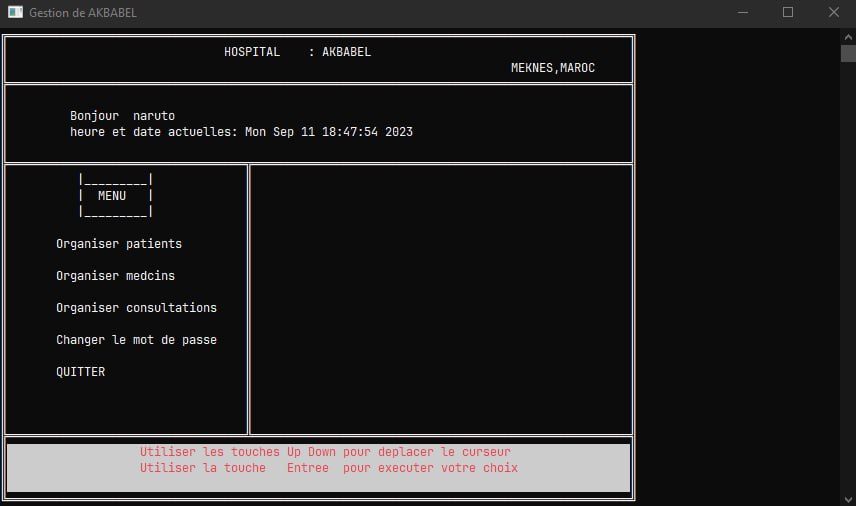 Gestion de AKBABEL
HOSPITAL    : AKBABEL
MEKNES,MAROC
Bonjour  naruto
heure et date actuelles: Mon Sep 11 18:47:54 2023
MENU
Organiser patients
Organiser medcins
Organiser consultations
Changer le mot de passe
QUITTER
Utiliser les touches Up Down pour deplacer le curseur
Utiliser la touche   Entree  pour executer votre choix